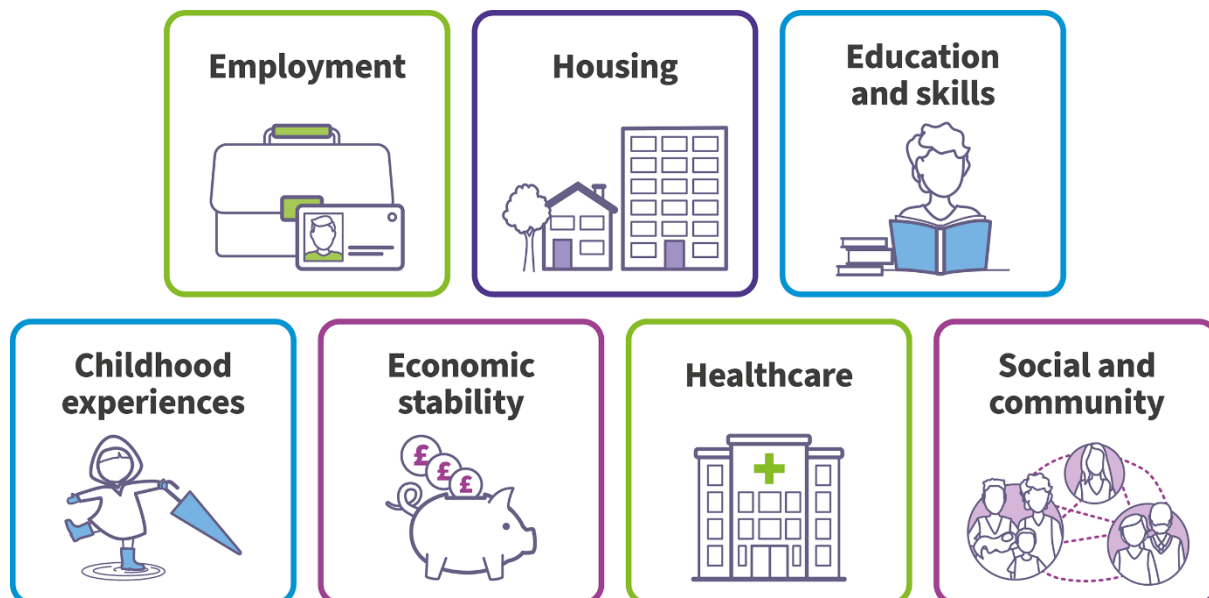 Employment
Housing
Education
and skills
Childhood
experiences
Economic
stability
£
£
£
Healthcare
Social and
community